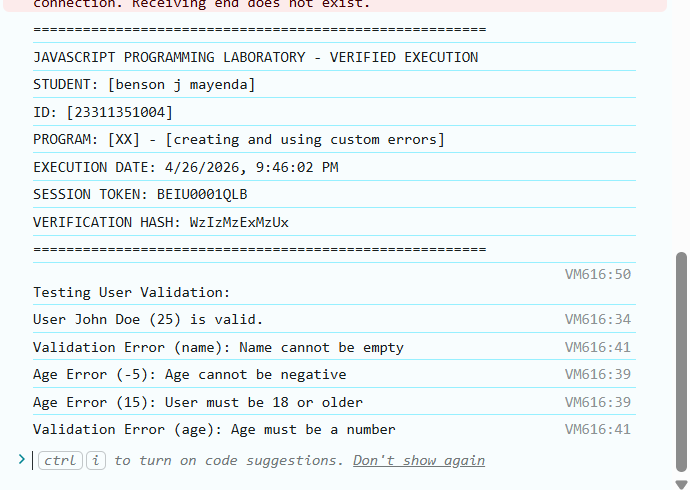 connection. Receiving end does not exist.
=======================================================
JAVASCRIPT PROGRAMMING LABORATORY - VERIFIED EXECUTION
STUDENT: [benson j mayenda]
ID: [23311351004]
PROGRAM: [XX] - [creating and using custom errors]
EXECUTION DATE: 4/26/2026, 9:46:02 PM
SESSION TOKEN: BEIU0001QLB
VERIFICATION HASH: WzIzMzExMzUx
=======================================================
VM616:50
Testing User Validation:
User John Doe (25) is valid. VM616:34
Validation Error (name): Name cannot be empty VM616:41
Age Error (-5): Age cannot be negative VM616:39
Age Error (15): User must be 18 or older VM616:39
Validation Error (age): Age must be a number VM616:41
> ctrl i to turn on code suggestions. Don't show again